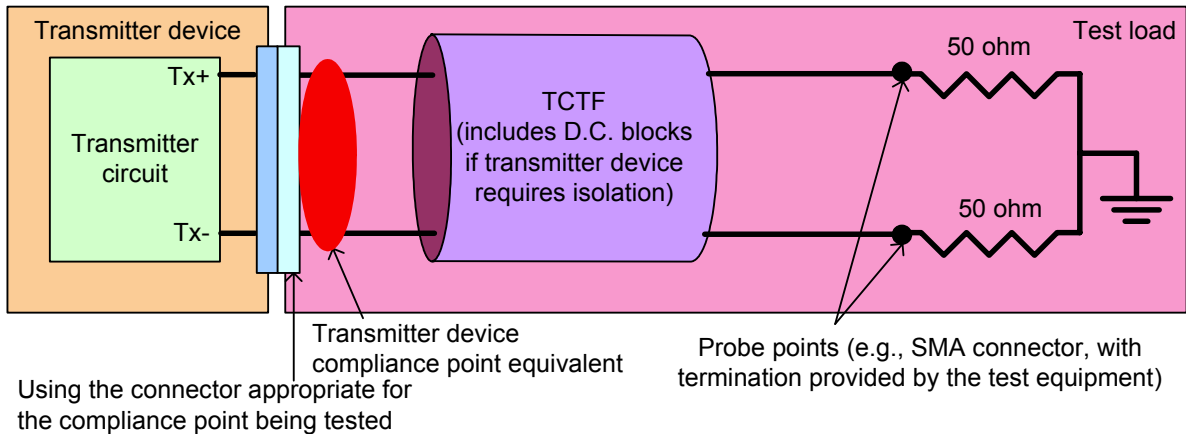 Transmitter device
Test load
Tx+
50 ohm
TCTF
(includes D.C. blocks
if transmitter device
requires isolation)
Transmitter
circuit
Tx-
50 ohm
Transmitter device
compliance point equivalent
Probe points (e.g., SMA connector, with
termination provided by the test equipment)
Using the connector appropriate for
the compliance point being tested